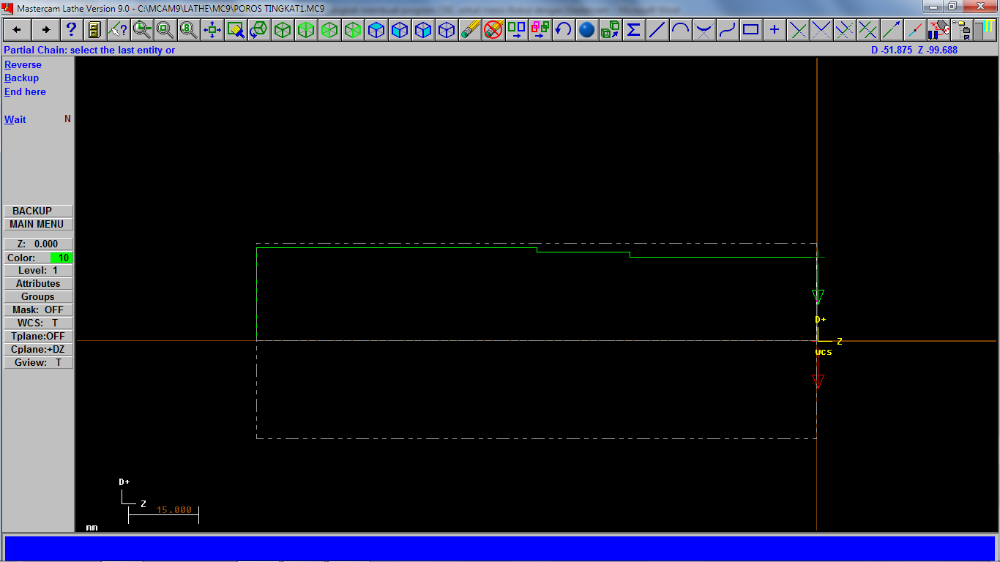 Mastercam Lathe Version 9.0 - C:\MCAM9\LATHE\MC9\POROS TINGKAT1.MC9
Partial Chain: select the last entity or
D -51.875 Z -99.688
Reverse
Backup
End here
Wait N
BACKUP
MAIN MENU
Z: 0.000
Color: 10
Level: 1
Attributes
Groups
Mask: OFF
WCS: T
Tplane:OFF
Cplane:+DZ
Gview: T
D+
Z
WCS
D+
Z
15.000
mm